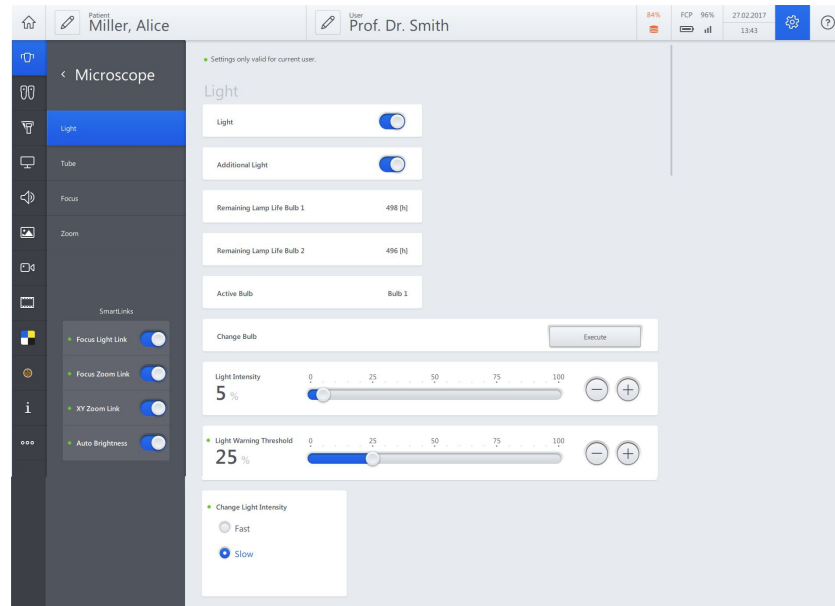 Patient
Miller, Alice
User
Prof. Dr. Smith
84%
FCP 96%
27.02.2017
13:43
?
Microscope
Light
Tube
Focus
Zoom
SmartLinks
Focus Light Link
Focus Zoom Link
XY Zoom Link
Auto Brightness
i
Settings only valid for current user.
Light
Light
Additional Light
Remaining Lamp Life Bulb 1 498 [h]
Remaining Lamp Life Bulb 2 496 [h]
Active Bulb Bulb 1
Change Bulb Execute
Light Intensity 0 25 50 75 100
5 %
Light Warning Threshold 0 25 50 75 100
25 %
Change Light Intensity
Fast
Slow